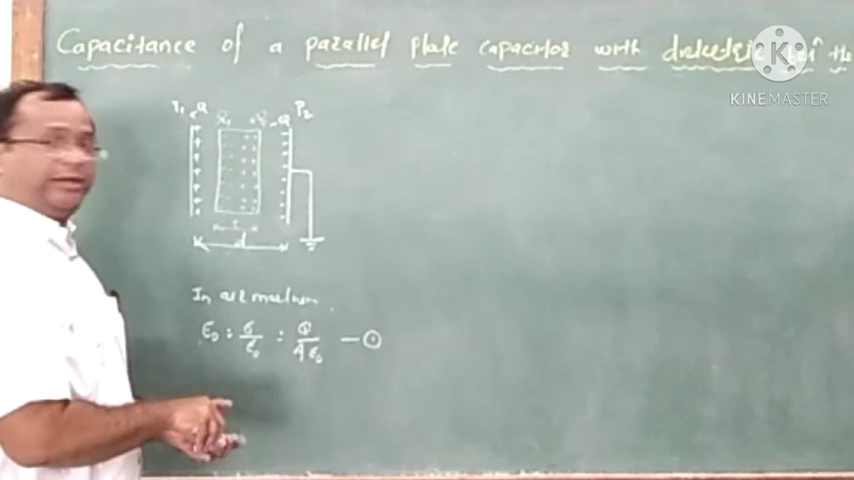 Capacitance of a parallel plate capacitor with dielectric
KINEMASTER
P₁ +Q
-Q P₂
t
d
In air medium
E₀ = σ/ε₀ = Q/Aε₀ — ①